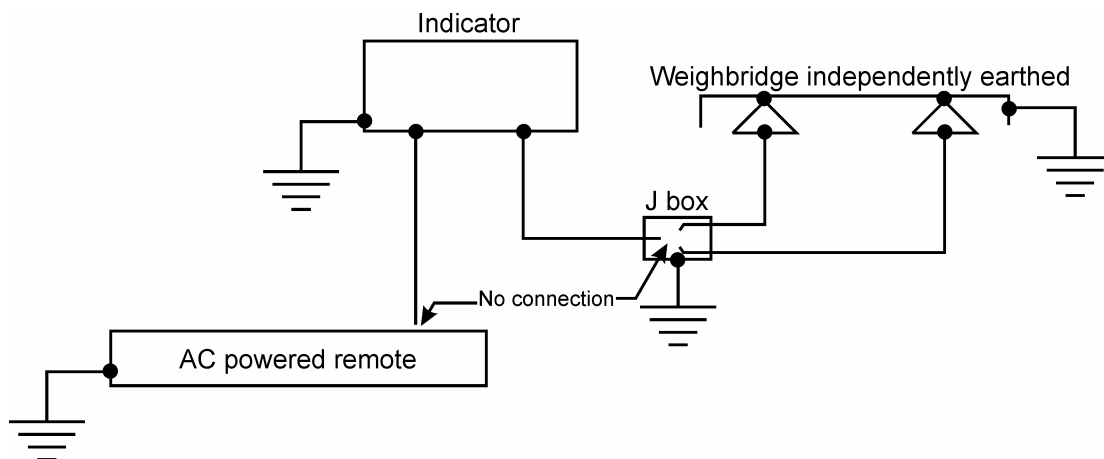 Indicator
Weighbridge independently earthed
J box
No connection
AC powered remote